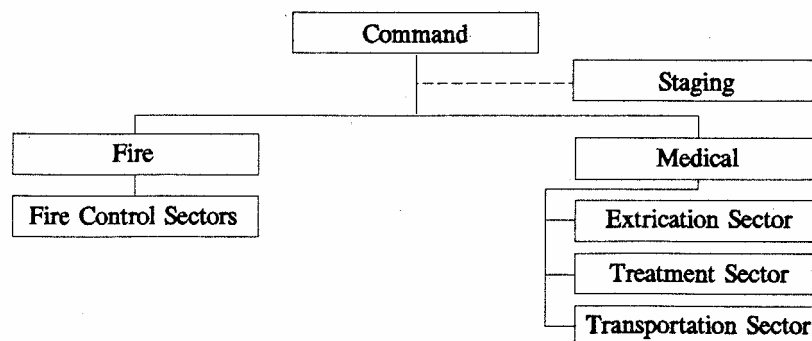 Command
Staging
Fire
Medical
Fire Control Sectors
Extrication Sector
Treatment Sector
Transportation Sector